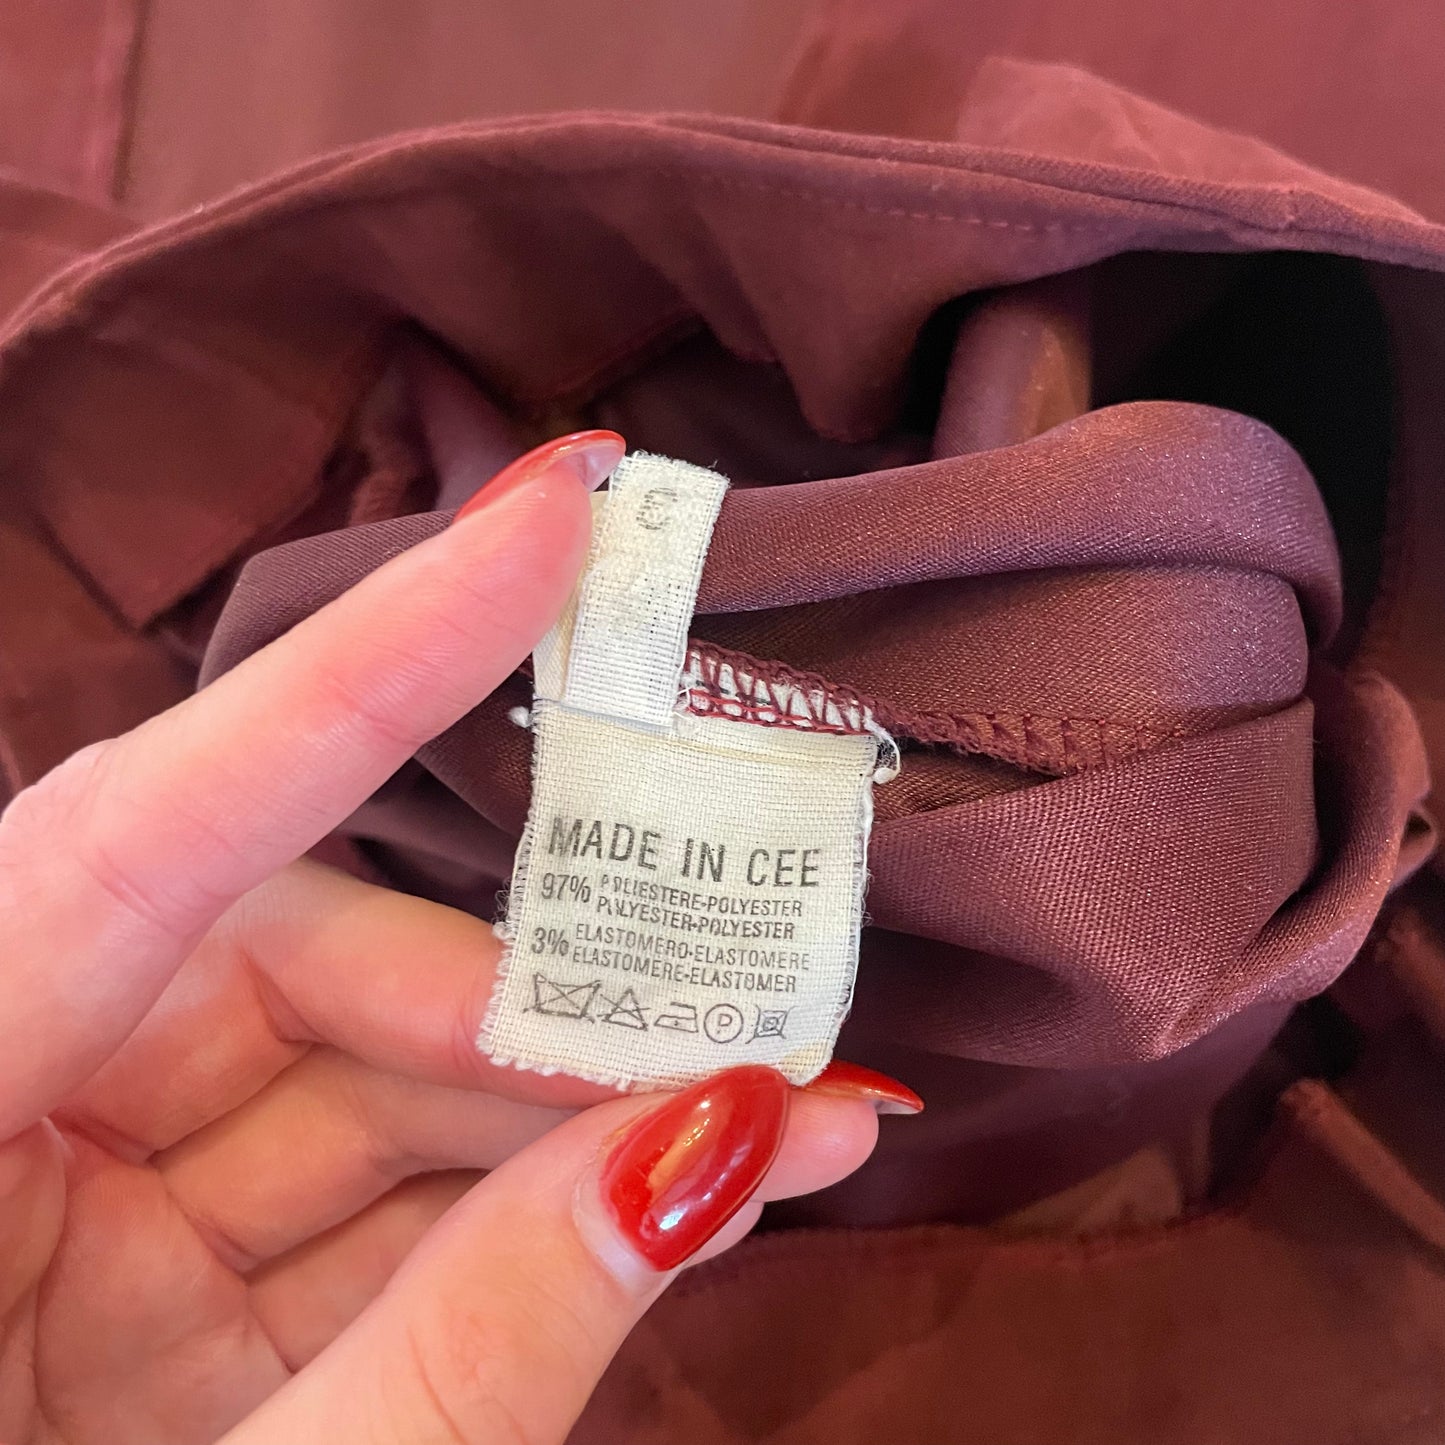 MADE IN CEE
97% POLIESTERE-POLYESTER
POLYESTER-POLYESTER
3% ELASTOMERO-ELASTOMERE
ELASTOMERE-ELASTOMER
P